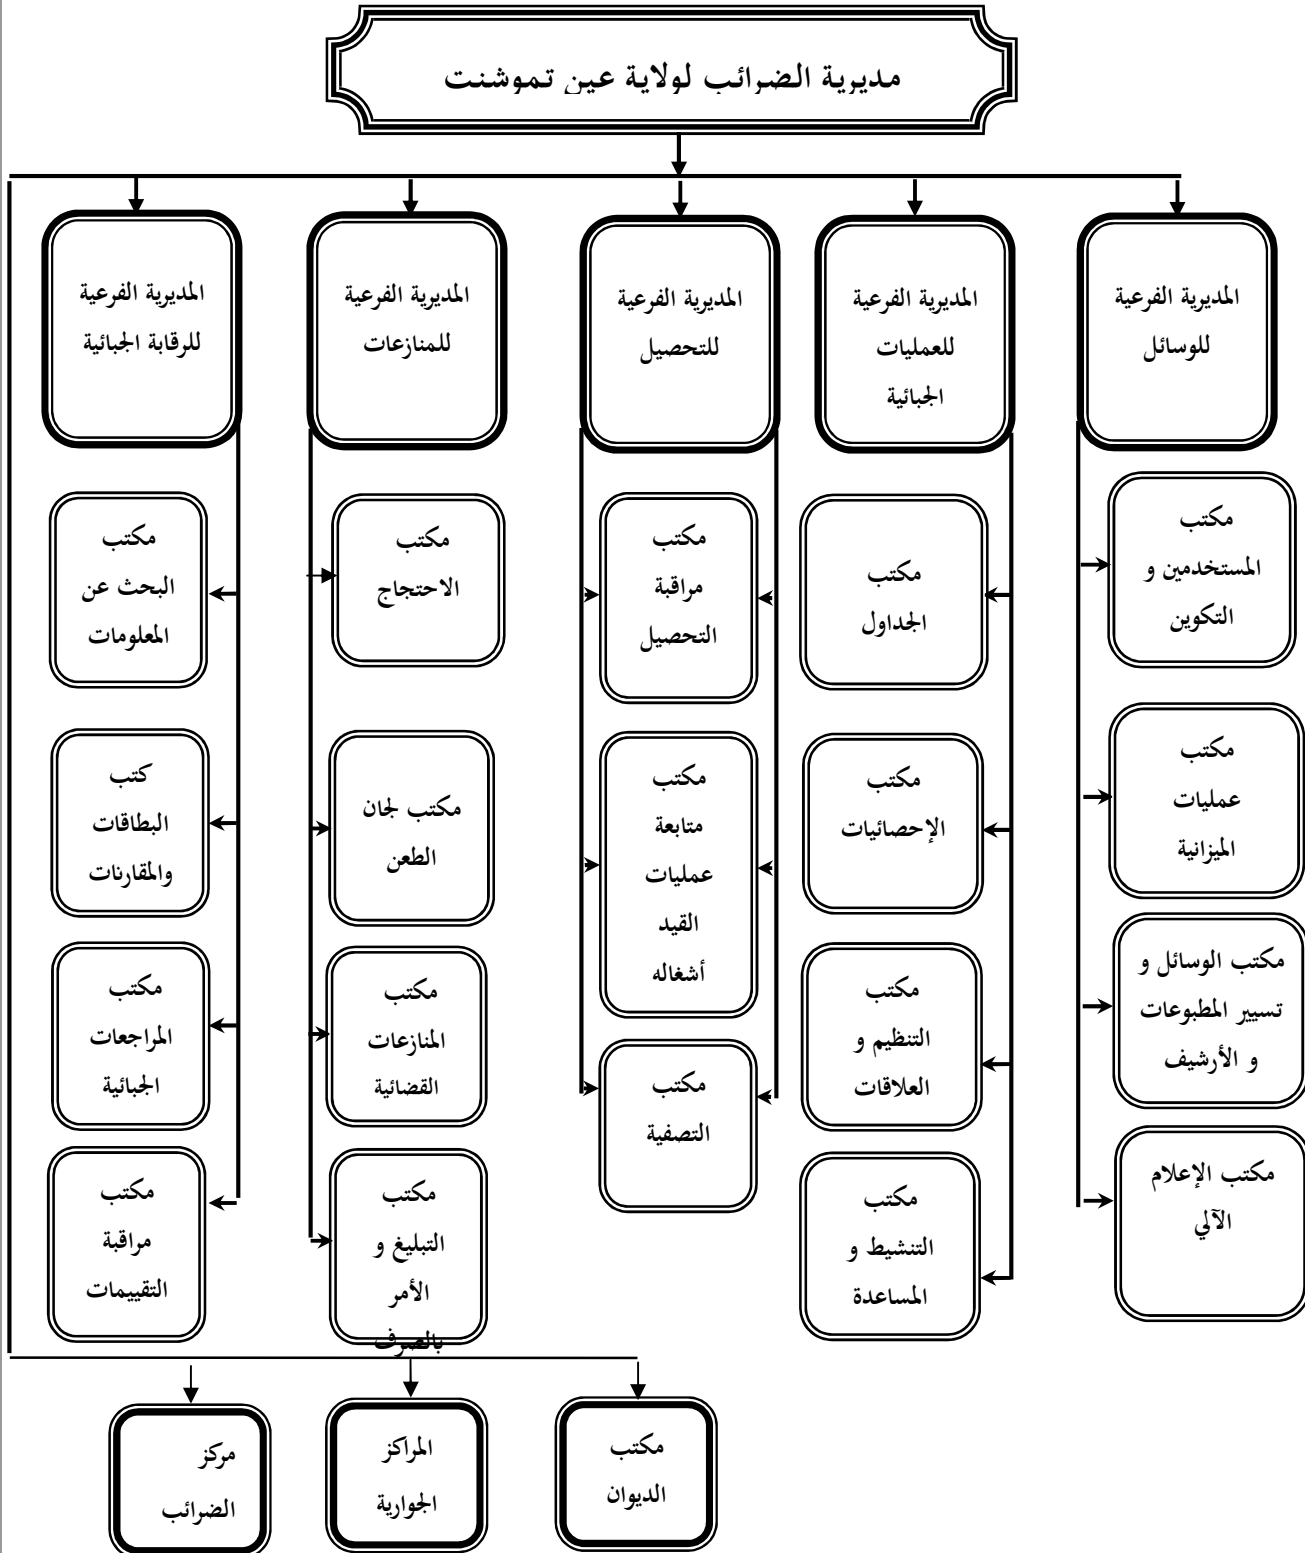 مديرية الضرائب لولاية عين تموشنت
المديرية الفرعية
للوسائل
المديرية الفرعية
للعمليات
الجبائية
المديرية الفرعية
للتحصيل
المديرية الفرعية
للمنازعات
المديرية الفرعية
للرقابة الجبائية
مكتب
المستخدمين و
التكوين
مكتب
عمليات
الميزانية
مكتب الوسائل و
تسيير المطبوعات
و الأرشيف
مكتب الإعلام
الآلي
مكتب
الجداول
مكتب
الإحصائيات
مكتب
التنظيم و
العلاقات
مكتب
التنشيط و
المساعدة
مكتب
مراقبة
التحصيل
مكتب
متابعة
عمليات
القيد
أشغاله
مكتب
التصفية
مكتب
الاحتجاج
مكتب لجان
الطعن
مكتب
المنازعات
القضائية
مكتب
التبليغ و
الأمر
بالصرف
مكتب
البحث عن
المعلومات
كتب
البطاقات
والمقارنات
مكتب
المراجعات
الجبائية
مكتب
مراقبة
التقييمات
مكتب
الديوان
المراكز
الجوارية
مركز
الضرائب